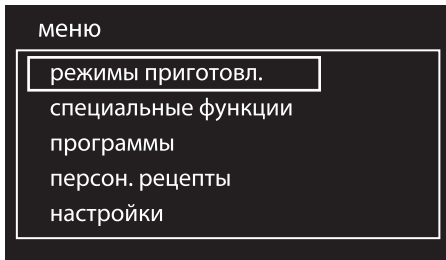 меню
режимы приготовл.
специальные функции
программы
персон. рецепты
настройки